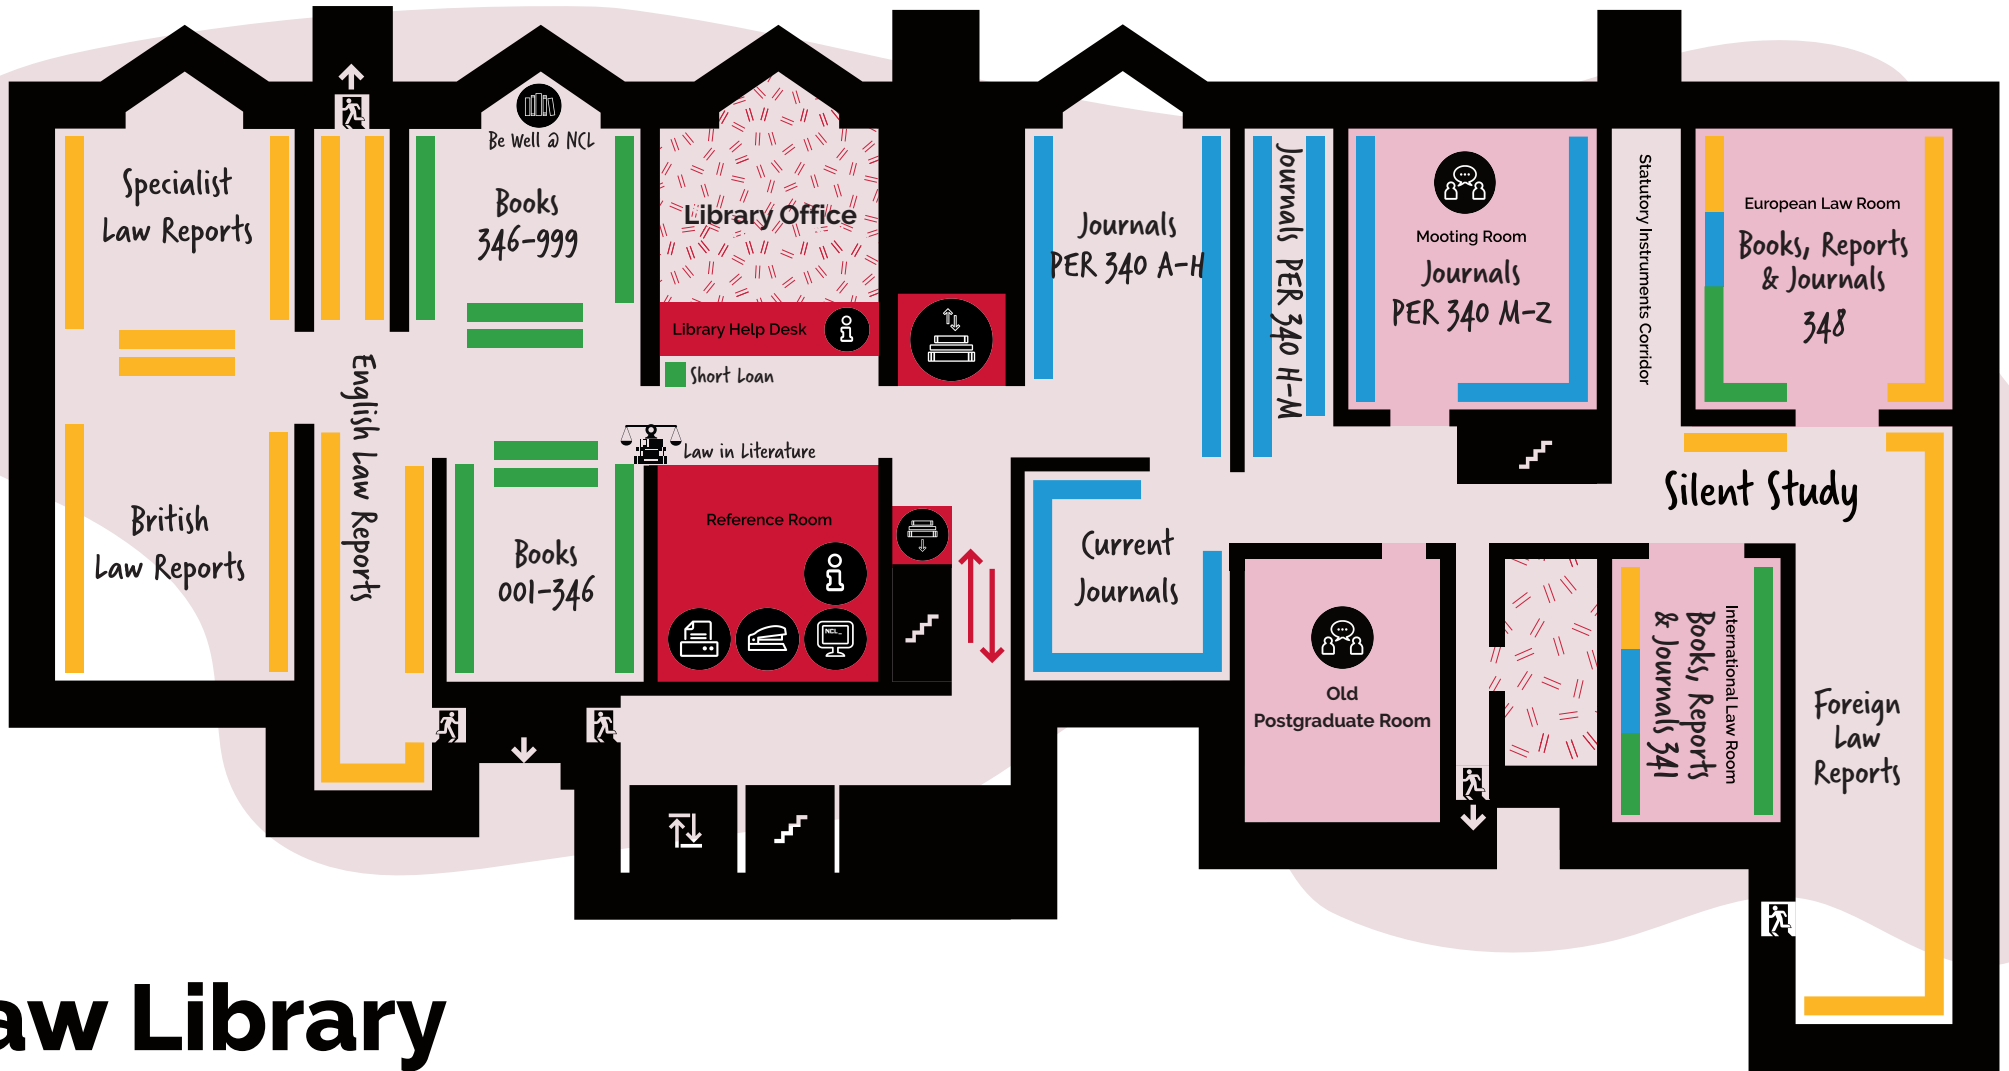 Specialist
Law Reports
British
Law Reports
English Law Reports
Be Well @ NCL
Books
346-999
Books
001-346
Library Office
Library Help Desk
Short Loan
Law in Literature
Reference Room
NCL_
Journals
PER 340 A-H
Current
Journals
Journals PER 340 H-M
Mooting Room
Journals
PER 340 M-Z
Statutory Instruments Corridor
European Law Room
Books, Reports
& Journals
348
Silent Study
Old
Postgraduate Room
International Law Room
Books, Reports
& Journals 341
Foreign
Law
Reports
aw Library